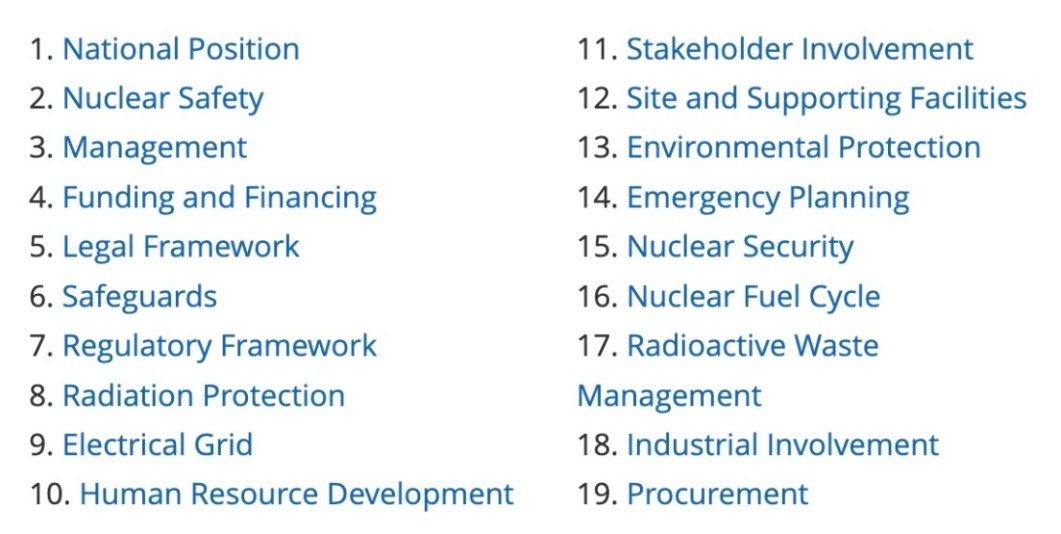 1. National Position
2. Nuclear Safety
3. Management
4. Funding and Financing
5. Legal Framework
6. Safeguards
7. Regulatory Framework
8. Radiation Protection
9. Electrical Grid
10. Human Resource Development
11. Stakeholder Involvement
12. Site and Supporting Facilities
13. Environmental Protection
14. Emergency Planning
15. Nuclear Security
16. Nuclear Fuel Cycle
17. Radioactive Waste
Management
18. Industrial Involvement
19. Procurement